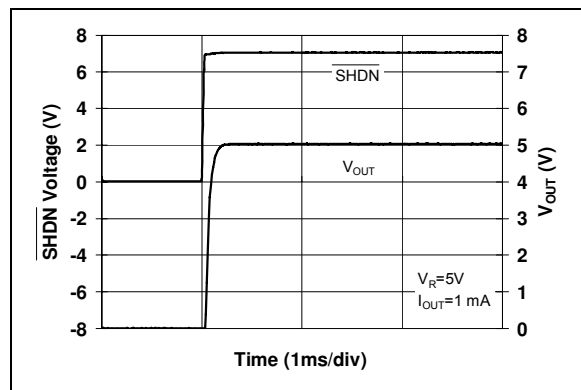 8
6
4
2
0
-2
-4
-6
-8
SHDN Voltage (V)
SHDN
VOUT
VR=5V
IOUT=1 mA
8
7
6
5
4
3
2
1
0
VOUT (V)
Time (1ms/div)